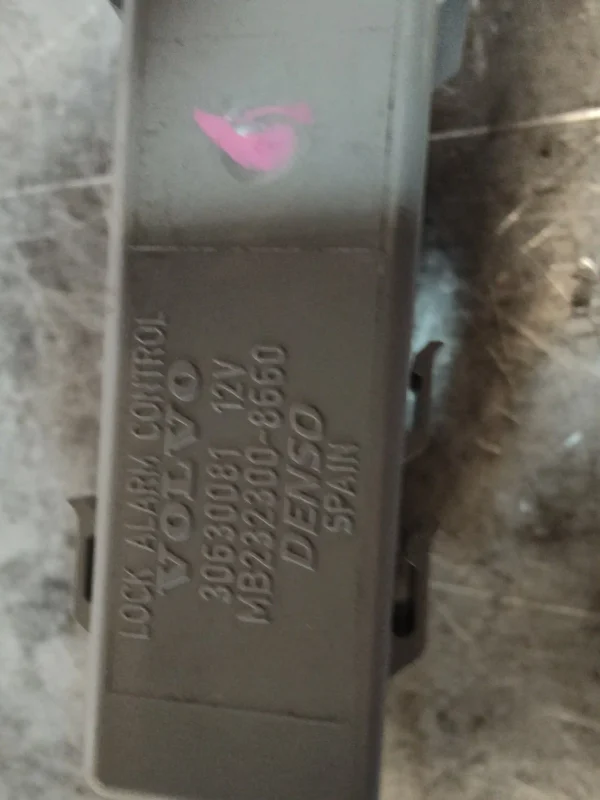 LOCK ALARM CONTROL
VOLVO
30630081 12V
MB232300-8660
DENSO
SPAIN